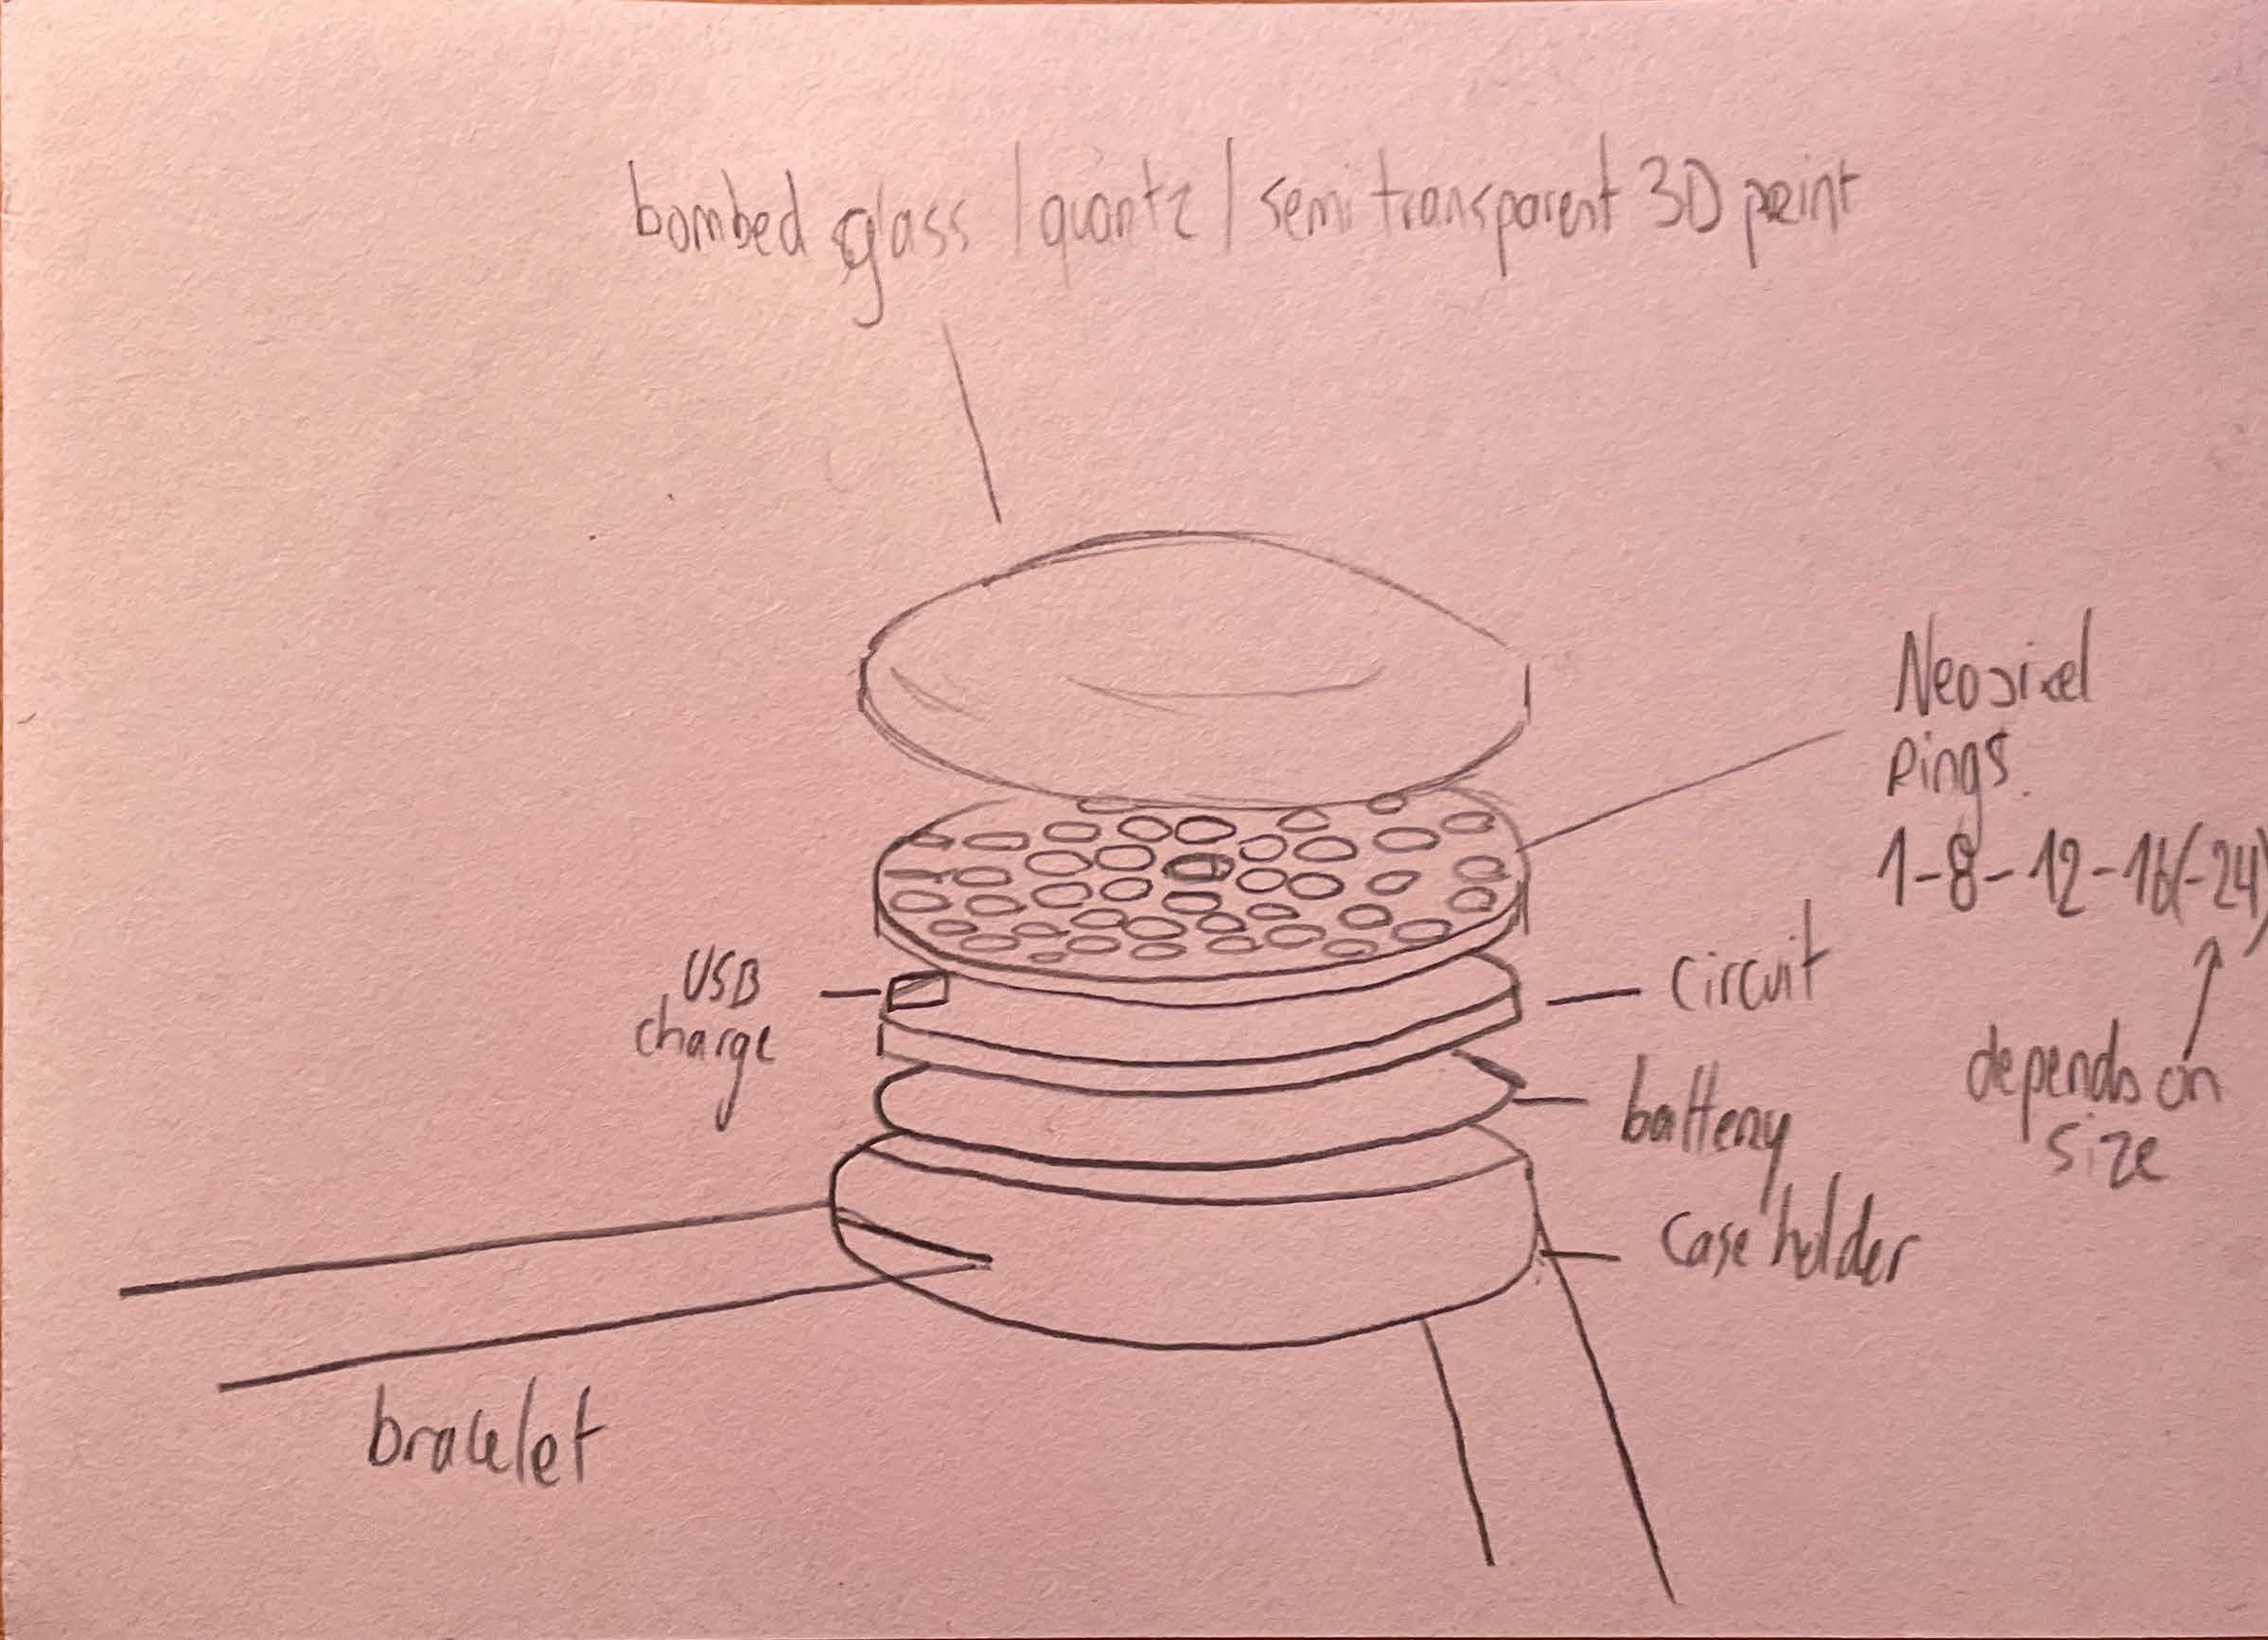 bombed glass / quartz / semi transparent 3D print
Neopixel
Rings.
1-8-12-16(-24)
depends on
size
USB
charge
circuit
battery
case holder
bracelet